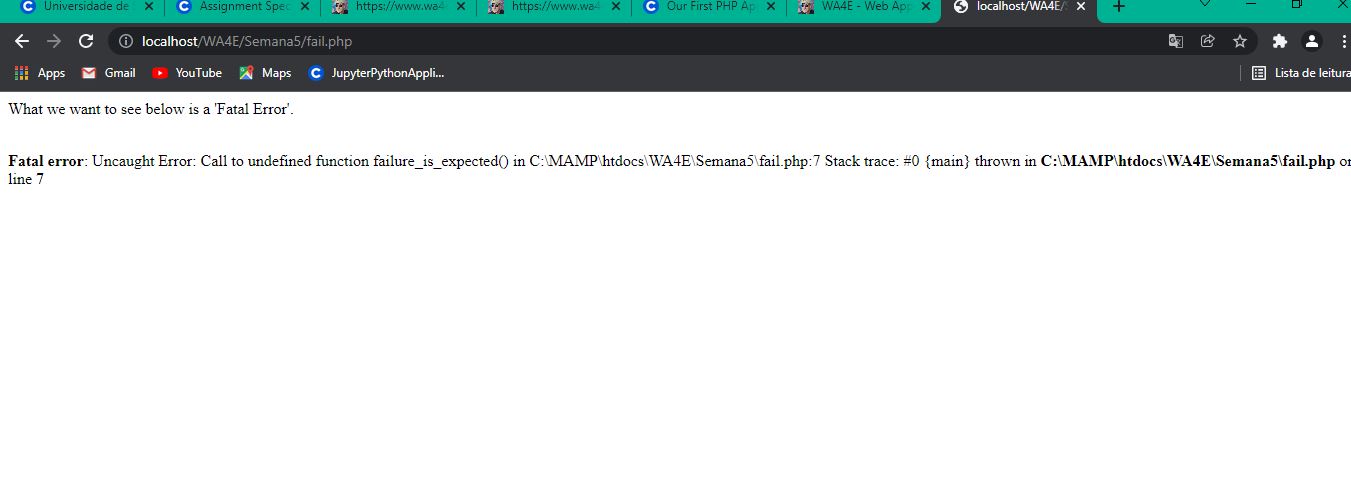 Universidade de
Assignment Spec
https://www.wa4
https://www.wa4
Our First PHP Ap
WA4E - Web App
localhost/WA4E/S
localhost/WA4E/Semana5/fail.php
Apps
Gmail
YouTube
Maps
JupyterPythonAppli...
Lista de leitura
What we want to see below is a 'Fatal Error'.
Fatal error: Uncaught Error: Call to undefined function failure_is_expected() in C:\MAMP\htdocs\WA4E\Semana5\fail.php:7 Stack trace: #0 {main} thrown in C:\MAMP\htdocs\WA4E\Semana5\fail.php on
line 7